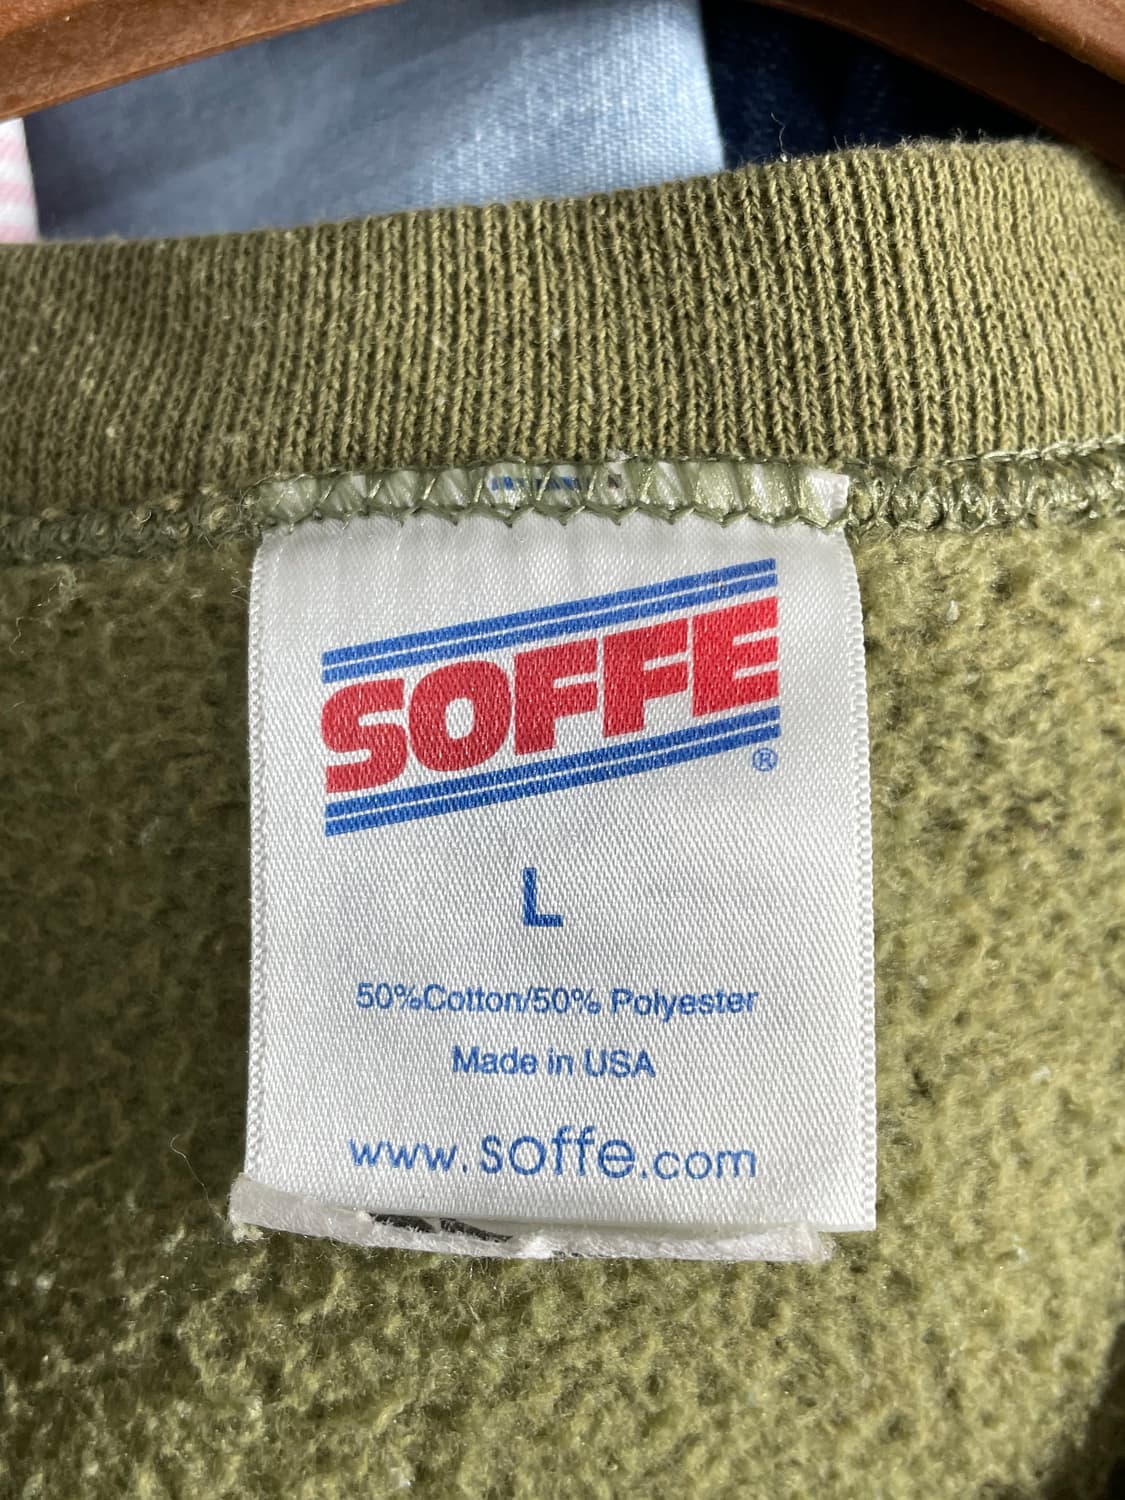 SOFFE
®
L
50%Cotton/50% Polyester
Made in USA
www.soffe.com